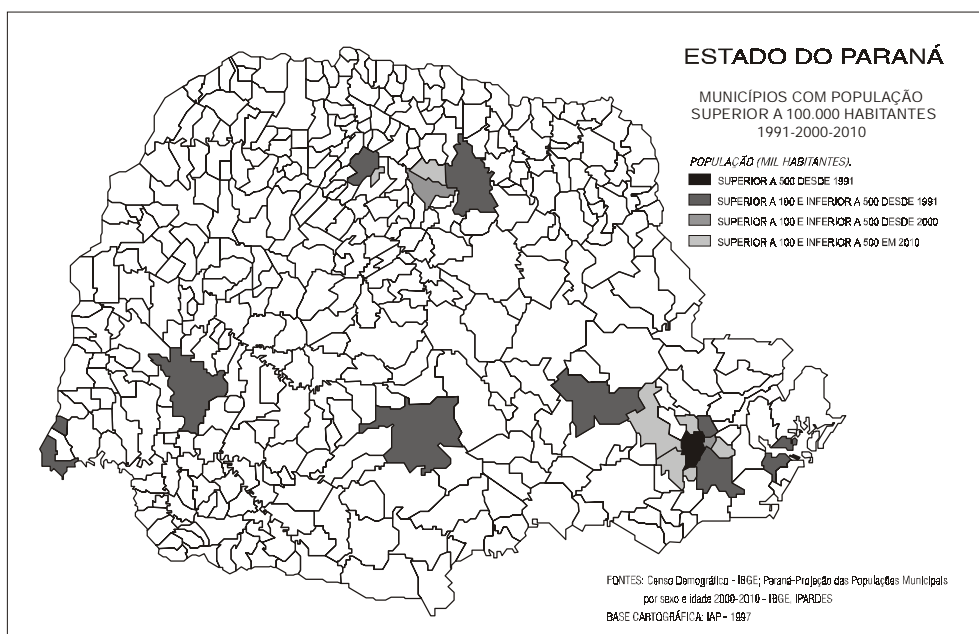 ESTADO DO PARANÁ
MUNICÍPIOS COM POPULAÇÃO
SUPERIOR A 100.000 HABITANTES
1991-2000-2010
POPULAÇÃO (MIL HABITANTES).
SUPERIOR A 500 DESDE 1991
SUPERIOR A 100 E INFERIOR A 500 DESDE 1991
SUPERIOR A 100 E INFERIOR A 500 DESDE 2000
SUPERIOR A 100 E INFERIOR A 500 EM 2010
FONTES: Censo Demográfico - IBGE; Paraná-Projeção das Populações Municipais
por sexo e idade 2000-2010 - IBGE, IPARDES
BASE CARTOGRÁFICA: IAP - 1997